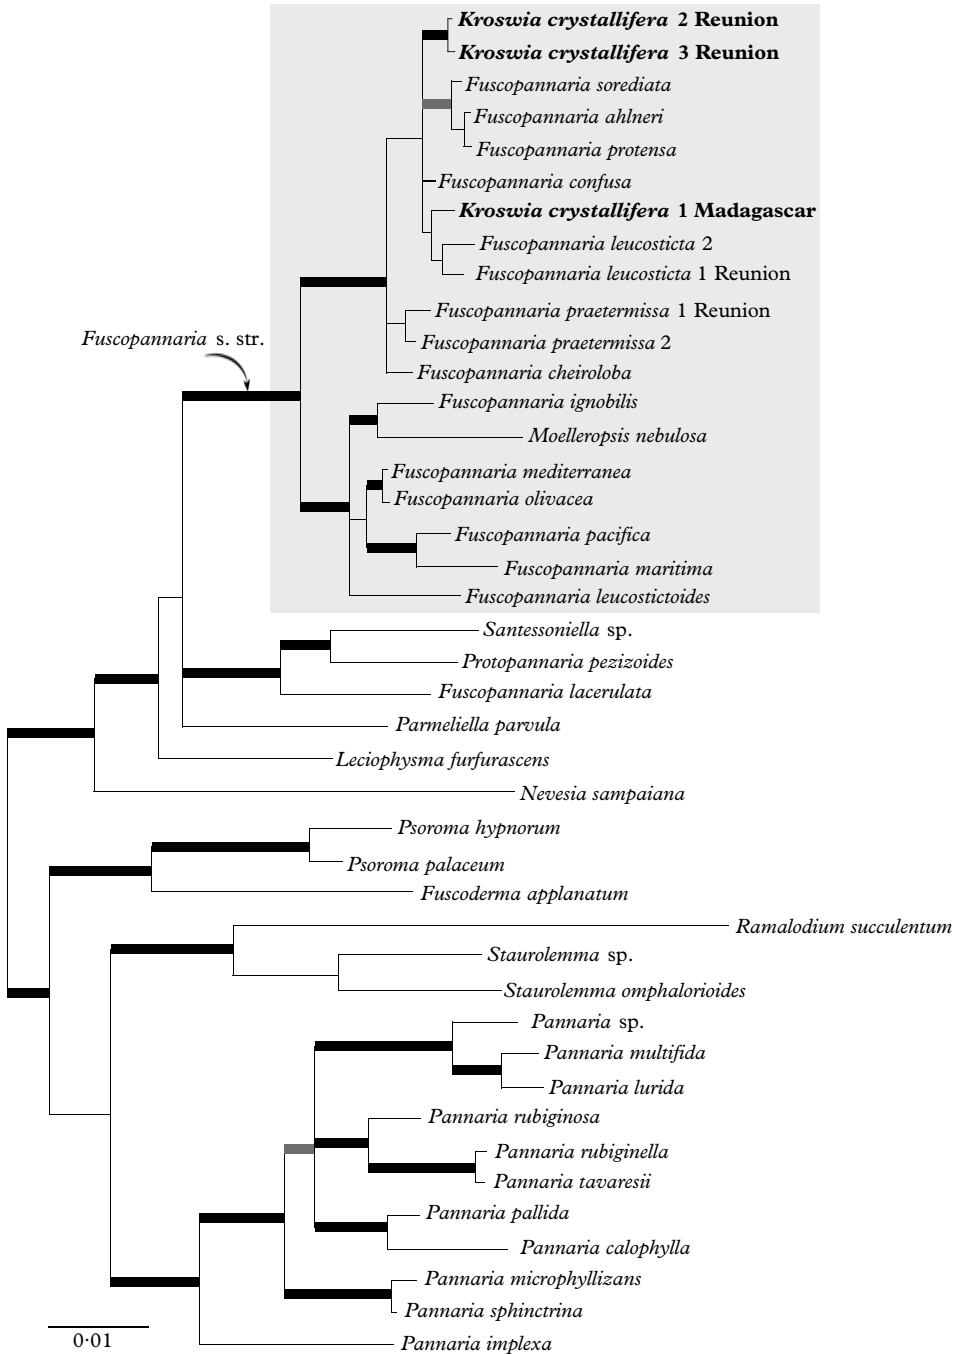 Kroswia crystallifera 2 Reunion
Kroswia crystallifera 3 Reunion
Fuscopannaria sorediata
Fuscopannaria ahlneri
Fuscopannaria protensa
Fuscopannaria confusa
Kroswia crystallifera 1 Madagascar
Fuscopannaria leucosticta 2
Fuscopannaria leucosticta 1 Reunion
Fuscopannaria praetermissa 1 Reunion
Fuscopannaria s. str.
Fuscopannaria praetermissa 2
Fuscopannaria cheiroloba
Fuscopannaria ignobilis
Moelleropsis nebulosa
Fuscopannaria mediterranea
Fuscopannaria olivacea
Fuscopannaria pacifica
Fuscopannaria maritima
Fuscopannaria leucostictoides
Santessoniella sp.
Protopannaria pezizoides
Fuscopannaria lacerulata
Parmeliella parvula
Leciophysma furfurascens
Nevesia sampaiana
Psoroma hypnorum
Psoroma palaceum
Fuscoderma applanatum
Ramalodium succulentum
Staurolemma sp.
Staurolemma omphalorioides
Pannaria sp.
Pannaria multifida
Pannaria lurida
Pannaria rubiginosa
Pannaria rubiginella
Pannaria tavaresii
Pannaria pallida
Pannaria calophylla
Pannaria microphyllizans
Pannaria sphinctrina
0·01
Pannaria implexa